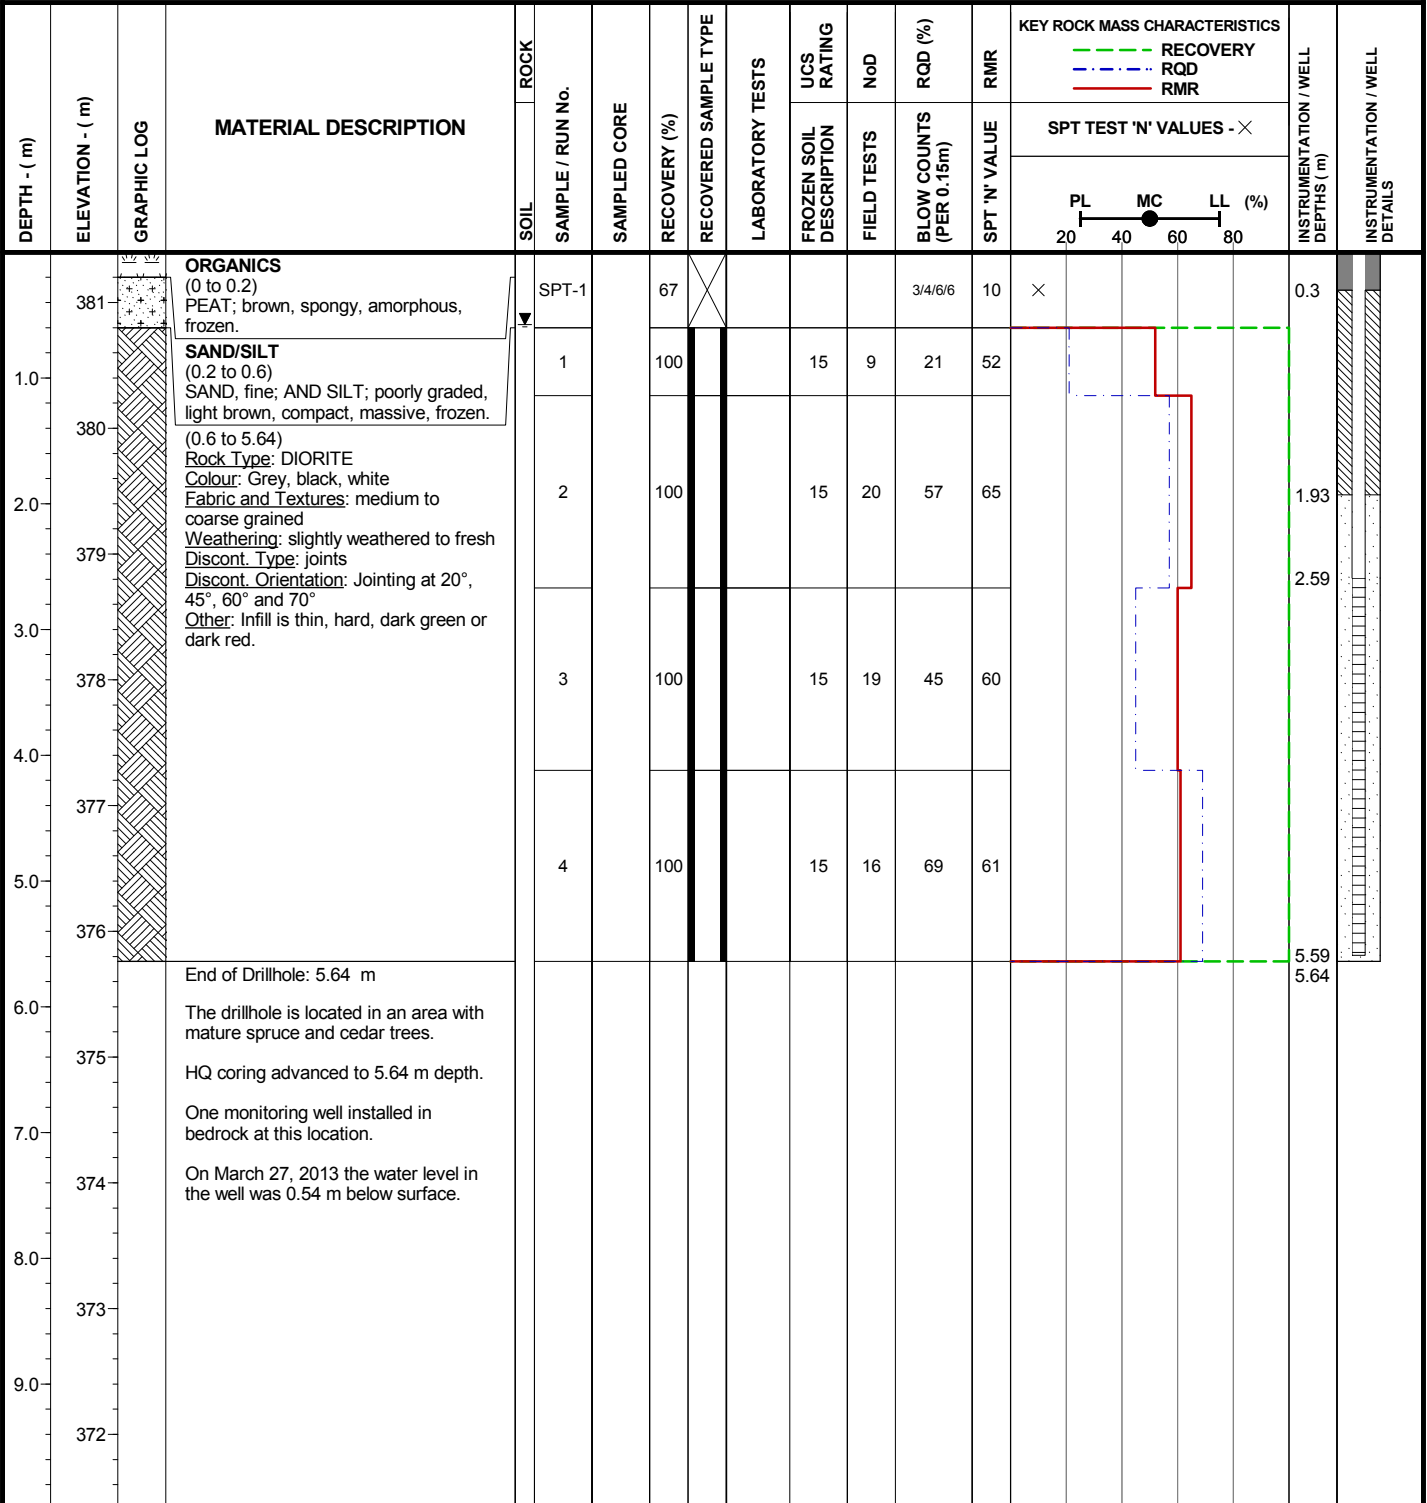 DEPTH - ( m)
ELEVATION - ( m)
GRAPHIC LOG
MATERIAL DESCRIPTION
SOIL
ROCK
SAMPLE / RUN No.
SAMPLED CORE
RECOVERY (%)
RECOVERED SAMPLE TYPE
LABORATORY TESTS
UCS
RATING
FROZEN SOIL
DESCRIPTION
NoD
FIELD TESTS
RQD (%)
BLOW COUNTS
(PER 0.15m)
RMR
SPT 'N' VALUE
KEY ROCK MASS CHARACTERISTICS
RECOVERY
RQD
RMR
SPT TEST 'N' VALUES - ×
PL MC LL (%)
20 40 60 80
INSTRUMENTATION / WELL
DEPTHS ( m)
INSTRUMENTATION / WELL
DETAILS
1.0
2.0
3.0
4.0
5.0
6.0
7.0
8.0
9.0
381
380
379
378
377
376
375
374
373
372
ORGANICS
(0 to 0.2)
PEAT; brown, spongy, amorphous,
frozen.
SAND/SILT
(0.2 to 0.6)
SAND, fine; AND SILT; poorly graded,
light brown, compact, massive, frozen.
(0.6 to 5.64)
Rock Type: DIORITE
Colour: Grey, black, white
Fabric and Textures: medium to
coarse grained
Weathering: slightly weathered to fresh
Discont. Type: joints
Discont. Orientation: Jointing at 20°,
45°, 60° and 70°
Other: Infill is thin, hard, dark green or
dark red.
End of Drillhole: 5.64 m
The drillhole is located in an area with
mature spruce and cedar trees.
HQ coring advanced to 5.64 m depth.
One monitoring well installed in
bedrock at this location.
On March 27, 2013 the water level in
the well was 0.54 m below surface.
SPT-1 67 3/4/6/6 10
1 100 15 9 21 52
2 100 15 20 57 65
3 100 15 19 45 60
4 100 15 16 69 61
0.3
1.93
2.59
5.59
5.64